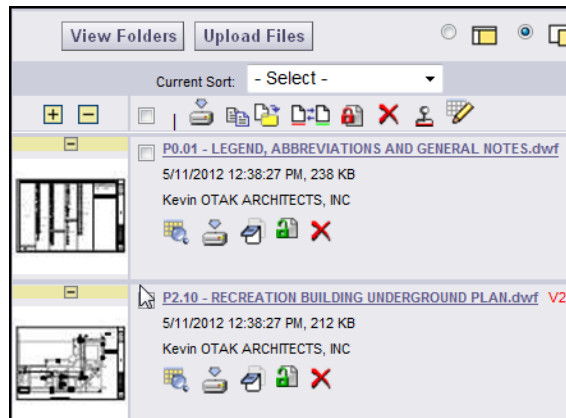 View Folders Upload Files
Current Sort: - Select -
P0.01 - LEGEND, ABBREVIATIONS AND GENERAL NOTES.dwf
5/11/2012 12:38:27 PM, 238 KB
Kevin OTAK ARCHITECTS, INC
P2.10 - RECREATION BUILDING UNDERGROUND PLAN.dwf V2
5/11/2012 12:38:27 PM, 212 KB
Kevin OTAK ARCHITECTS, INC